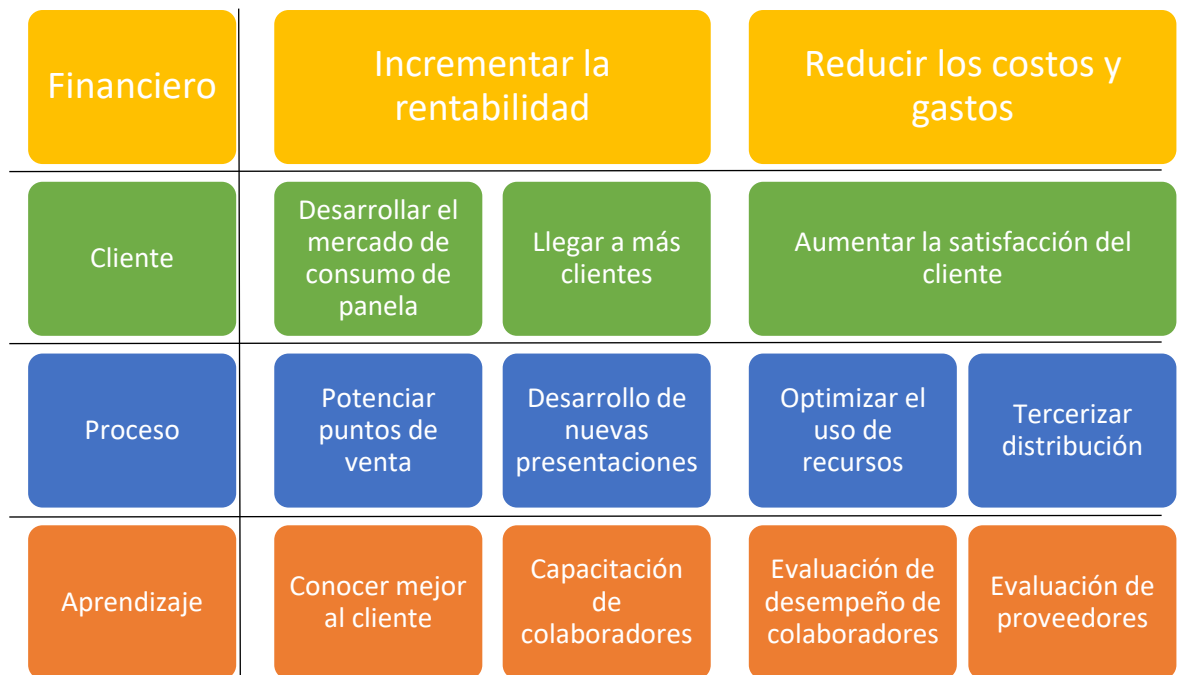 Financiero
Incrementar la
rentabilidad
Reducir los costos y
gastos
Cliente
Desarrollar el
mercado de
consumo de
panela
Llegar a más
clientes
Aumentar la satisfacción del
cliente
Proceso
Potenciar
puntos de
venta
Desarrollo de
nuevas
presentaciones
Optimizar el
uso de
recursos
Tercerizar
distribución
Aprendizaje
Conocer mejor
al cliente
Capacitación
de
colaboradores
Evaluación de
desempeño de
colaboradores
Evaluación de
proveedores